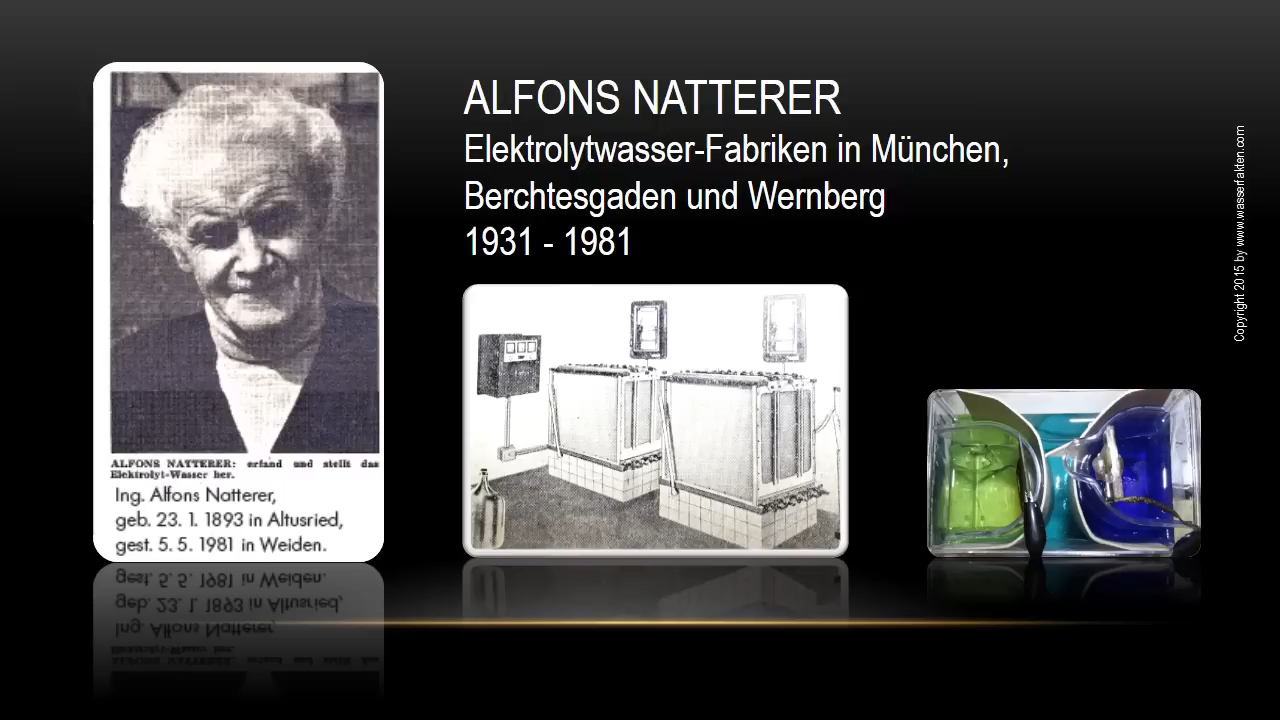 ALFONS NATTERER
Elektrolytwasser-Fabriken in München,
Berchtesgaden und Wernberg
1931 - 1981
ALFONS NATTERER: erfand und stellt das
Elektrolyt-Wasser her.
Ing. Alfons Natterer,
geb. 23. 1. 1893 in Altusried,
gest. 5. 5. 1981 in Weiden.
Copyright 2015 by www.wasserfakten.com